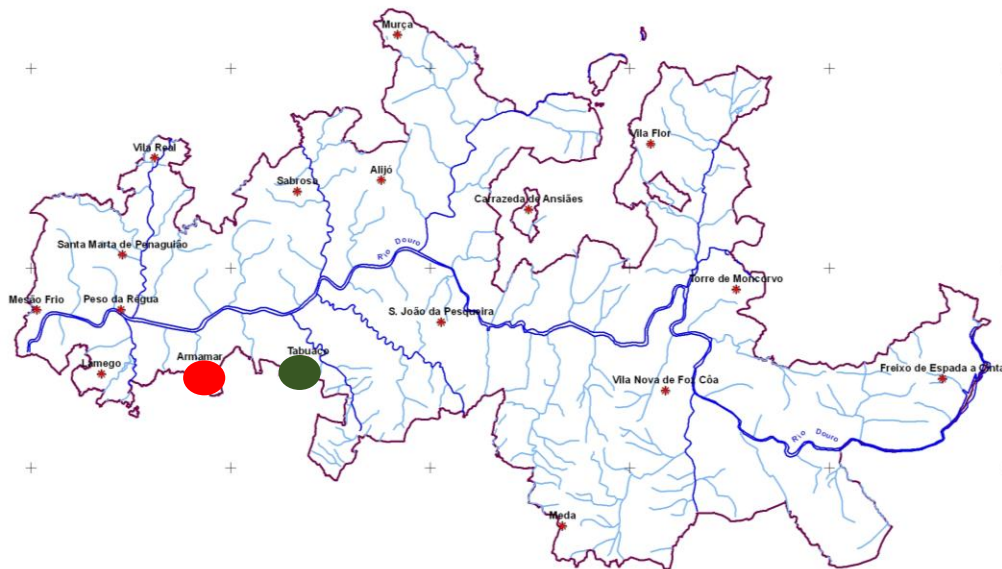 Murça
Vila Flor
Vila Real
Sabrosa
Alijó
Carrazeda de Ansiães
Santa Marta de Penaguião
Rio Douro
Torre de Moncorvo
Mesão Frio
Peso da Régua
S. João da Pesqueira
Armamar
Tabuaço
Lamego
Vila Nova de Foz Côa
Freixo de Espada a Cinta
Rio Douro
Meda